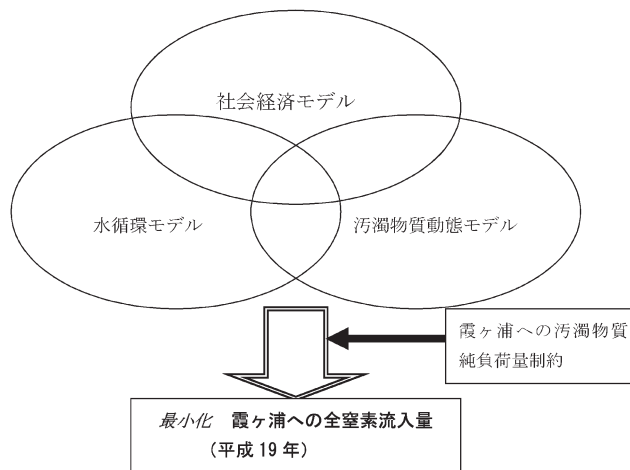 社会経済モデル
水循環モデル
汚濁物質動態モデル
霞ヶ浦への汚濁物質
純負荷量制約
最小化 霞ヶ浦への全窒素流入量
（平成 19 年）